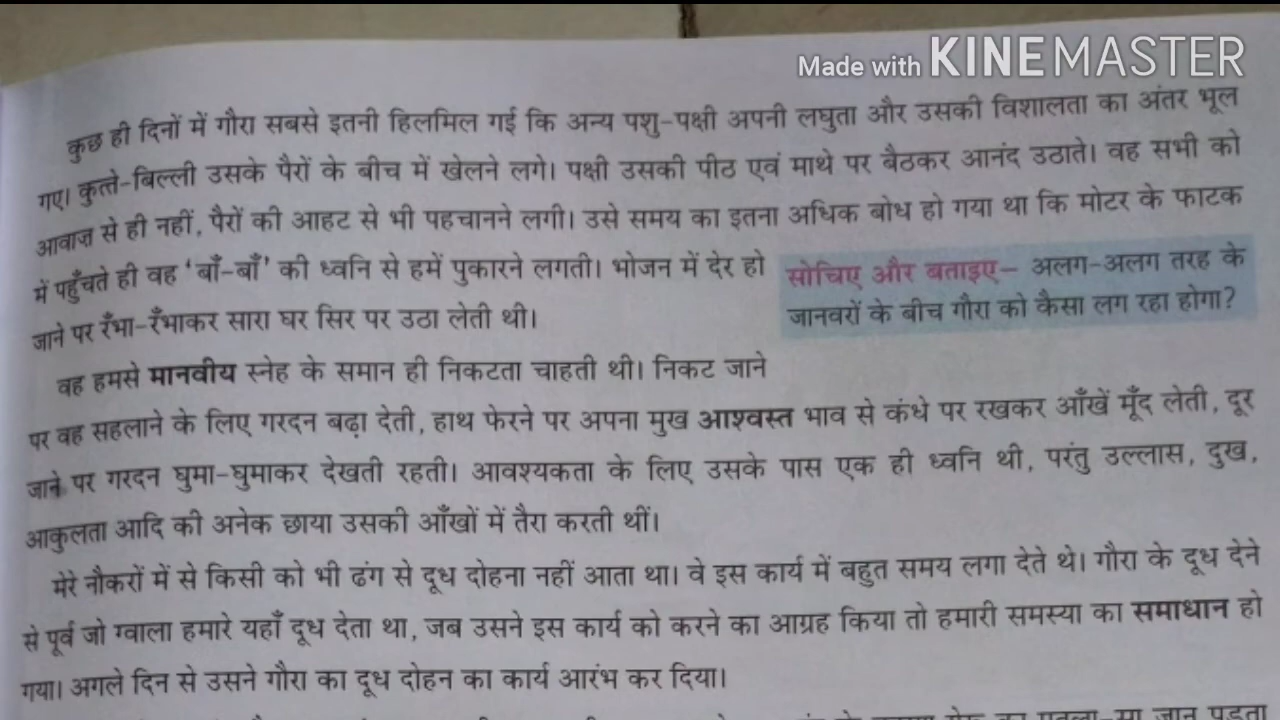 Made with KINEMASTER
कुछ ही दिनों में गौरा सबसे इतनी हिलमिल गई कि अन्य पशु-पक्षी अपनी लघुता और उसकी विशालता का अंतर भूल
गए। कुत्ते-बिल्ली उसके पैरों के बीच में खेलने लगे। पक्षी उसकी पीठ एवं माथे पर बैठकर आनंद उठाते। वह सभी को
आवाज़ से ही नहीं, पैरों की आहट से भी पहचानने लगी। उसे समय का इतना अधिक बोध हो गया था कि मोटर के फाटक
में पहुँचते ही वह 'बाँ-बाँ' की ध्वनि से हमें पुकारने लगती। भोजन में देर हो
जाने पर रँभा-रँभाकर सारा घर सिर पर उठा लेती थी।
सोचिए और बताइए– अलग-अलग तरह के
जानवरों के बीच गौरा को कैसा लग रहा होगा?
वह हमसे मानवीय स्नेह के समान ही निकटता चाहती थी। निकट जाने
पर वह सहलाने के लिए गरदन बढ़ा देती, हाथ फेरने पर अपना मुख आश्वस्त भाव से कंधे पर रखकर आँखें मूँद लेती, दूर
जाने पर गरदन घुमा-घुमाकर देखती रहती। आवश्यकता के लिए उसके पास एक ही ध्वनि थी, परंतु उल्लास, दुख,
आकुलता आदि की अनेक छाया उसकी आँखों में तैरा करती थीं।
मेरे नौकरों में से किसी को भी ढंग से दूध दोहना नहीं आता था। वे इस कार्य में बहुत समय लगा देते थे। गौरा के दूध देने
से पूर्व जो ग्वाला हमारे यहाँ दूध देता था, जब उसने इस कार्य को करने का आग्रह किया तो हमारी समस्या का समाधान हो
गया। अगले दिन से उसने गौरा का दूध दोहन का कार्य आरंभ कर दिया।